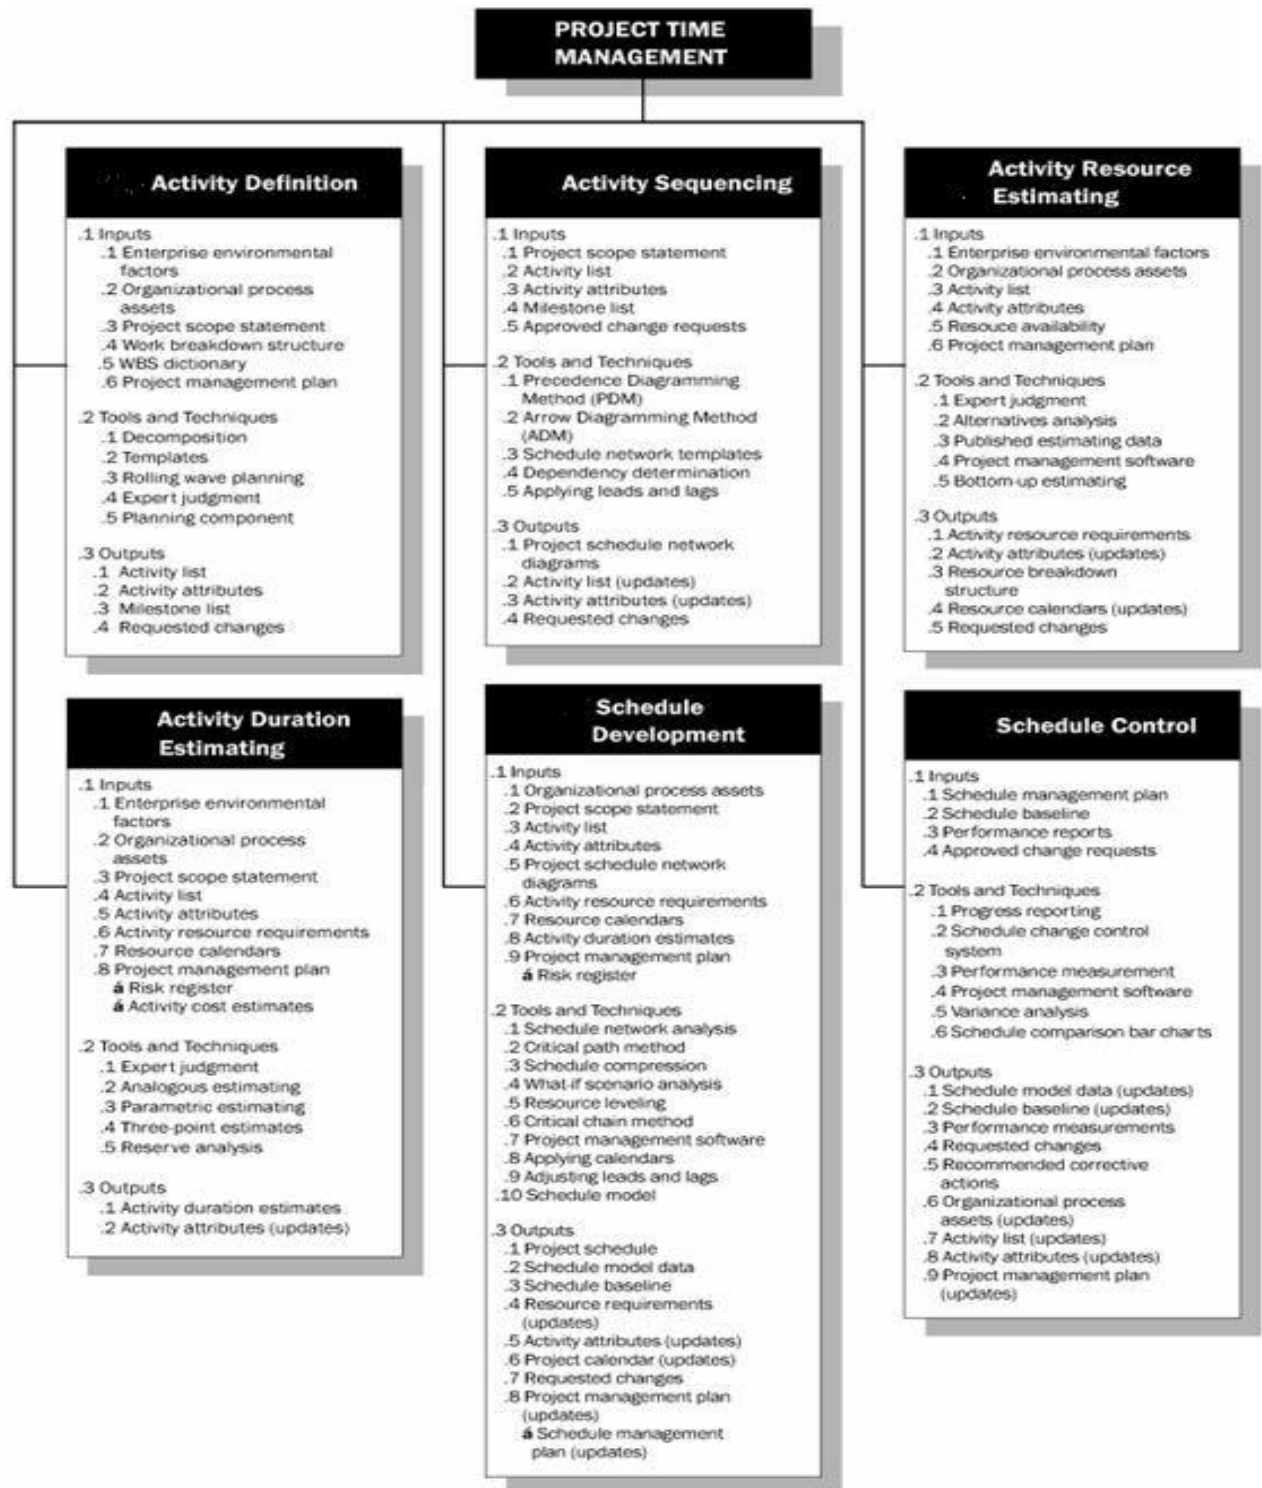 PROJECT TIME
MANAGEMENT
Activity Definition
.1 Inputs
.1 Enterprise environmental
factors
.2 Organizational process
assets
.3 Project scope statement
.4 Work breakdown structure
.5 WBS dictionary
.6 Project management plan
.2 Tools and Techniques
.1 Decomposition
.2 Templates
.3 Rolling wave planning
.4 Expert judgment
.5 Planning component
.3 Outputs
.1 Activity list
.2 Activity attributes
.3 Milestone list
.4 Requested changes
Activity Sequencing
.1 Inputs
.1 Project scope statement
.2 Activity list
.3 Activity attributes
.4 Milestone list
.5 Approved change requests
.2 Tools and Techniques
.1 Precedence Diagramming
Method (PDM)
.2 Arrow Diagramming Method
(ADM)
.3 Schedule network templates
.4 Dependency determination
.5 Applying leads and lags
.3 Outputs
.1 Project schedule network
diagrams
.2 Activity list (updates)
.3 Activity attributes (updates)
.4 Requested changes
Activity Resource
Estimating
.1 Inputs
.1 Enterprise environmental factors
.2 Organizational process assets
.3 Activity list
.4 Activity attributes
.5 Resouce availability
.6 Project management plan
.2 Tools and Techniques
.1 Expert judgment
.2 Alternatives analysis
.3 Published estimating data
.4 Project management software
.5 Bottom-up estimating
.3 Outputs
.1 Activity resource requirements
.2 Activity attributes (updates)
.3 Resource breakdown
structure
.4 Resource calendars (updates)
.5 Requested changes
Activity Duration
Estimating
.1 Inputs
.1 Enterprise environmental
factors
.2 Organizational process
assets
.3 Project scope statement
.4 Activity list
.5 Activity attributes
.6 Activity resource requirements
.7 Resource calendars
.8 Project management plan
á Risk register
á Activity cost estimates
.2 Tools and Techniques
.1 Expert judgment
.2 Analogous estimating
.3 Parametric estimating
.4 Three-point estimates
.5 Reserve analysis
.3 Outputs
.1 Activity duration estimates
.2 Activity attributes (updates)
Schedule
Development
.1 Inputs
.1 Organizational process assets
.2 Project scope statement
.3 Activity list
.4 Activity attributes
.5 Project schedule network
diagrams
.6 Activity resource requirements
.7 Resource calendars
.8 Activity duration estimates
.9 Project management plan
á Risk register
.2 Tools and Techniques
.1 Schedule network analysis
.2 Critical path method
.3 Schedule compression
.4 What-if scenario analysis
.5 Resource leveling
.6 Critical chain method
.7 Project management software
.8 Applying calendars
.9 Adjusting leads and lags
.10 Schedule model
.3 Outputs
.1 Project schedule
.2 Schedule model data
.3 Schedule baseline
.4 Resource requirements
(updates)
.5 Activity attributes (updates)
.6 Project calendar (updates)
.7 Requested changes
.8 Project management plan
(updates)
á Schedule management
plan (updates)
Schedule Control
.1 Inputs
.1 Schedule management plan
.2 Schedule baseline
.3 Performance reports
.4 Approved change requests
.2 Tools and Techniques
.1 Progress reporting
.2 Schedule change control
system
.3 Performance measurement
.4 Project management software
.5 Variance analysis
.6 Schedule comparison bar charts
.3 Outputs
.1 Schedule model data (updates)
.2 Schedule baseline (updates)
.3 Performance measurements
.4 Requested changes
.5 Recommended corrective
actions
.6 Organizational process
assets (updates)
.7 Activity list (updates)
.8 Activity attributes (updates)
.9 Project management plan
(updates)